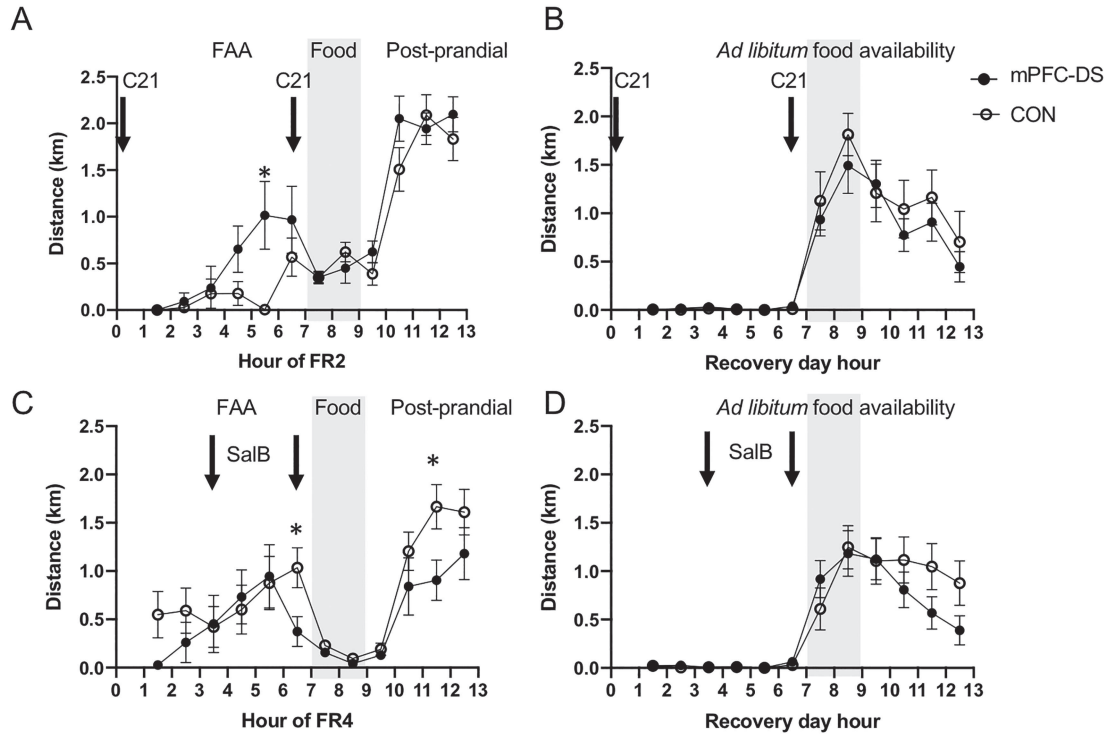 A
FAA Food Post-prandial
C21 C21
*
2.5
2.0
1.5
1.0
0.5
0.0
Distance (km)
0 1 2 3 4 5 6 7 8 9 10 11 12 13
Hour of FR2
B
Ad libitum food availability
C21 C21
2.5
2.0
1.5
1.0
0.5
0.0
Distance (km)
0 1 2 3 4 5 6 7 8 9 10 11 12 13
Recovery day hour
mPFC-DS
CON
C
FAA Food Post-prandial
SalB
* *
2.5
2.0
1.5
1.0
0.5
0.0
Distance (km)
0 1 2 3 4 5 6 7 8 9 10 11 12 13
Hour of FR4
D
Ad libitum food availability
SalB
2.5
2.0
1.5
1.0
0.5
0.0
Distance (km)
0 1 2 3 4 5 6 7 8 9 10 11 12 13
Recovery day hour